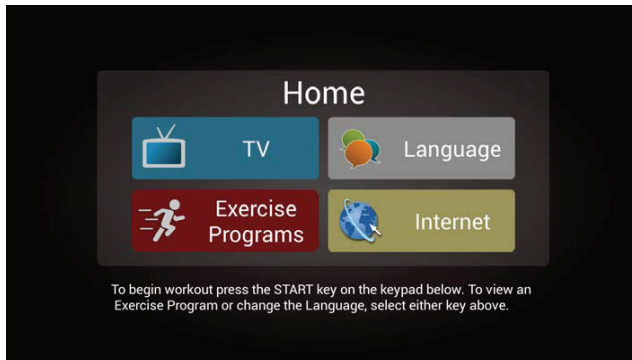 Home
TV
Language
Exercise
Programs
Internet
To begin workout press the START key on the keypad below. To view an
Exercise Program or change the Language, select either key above.